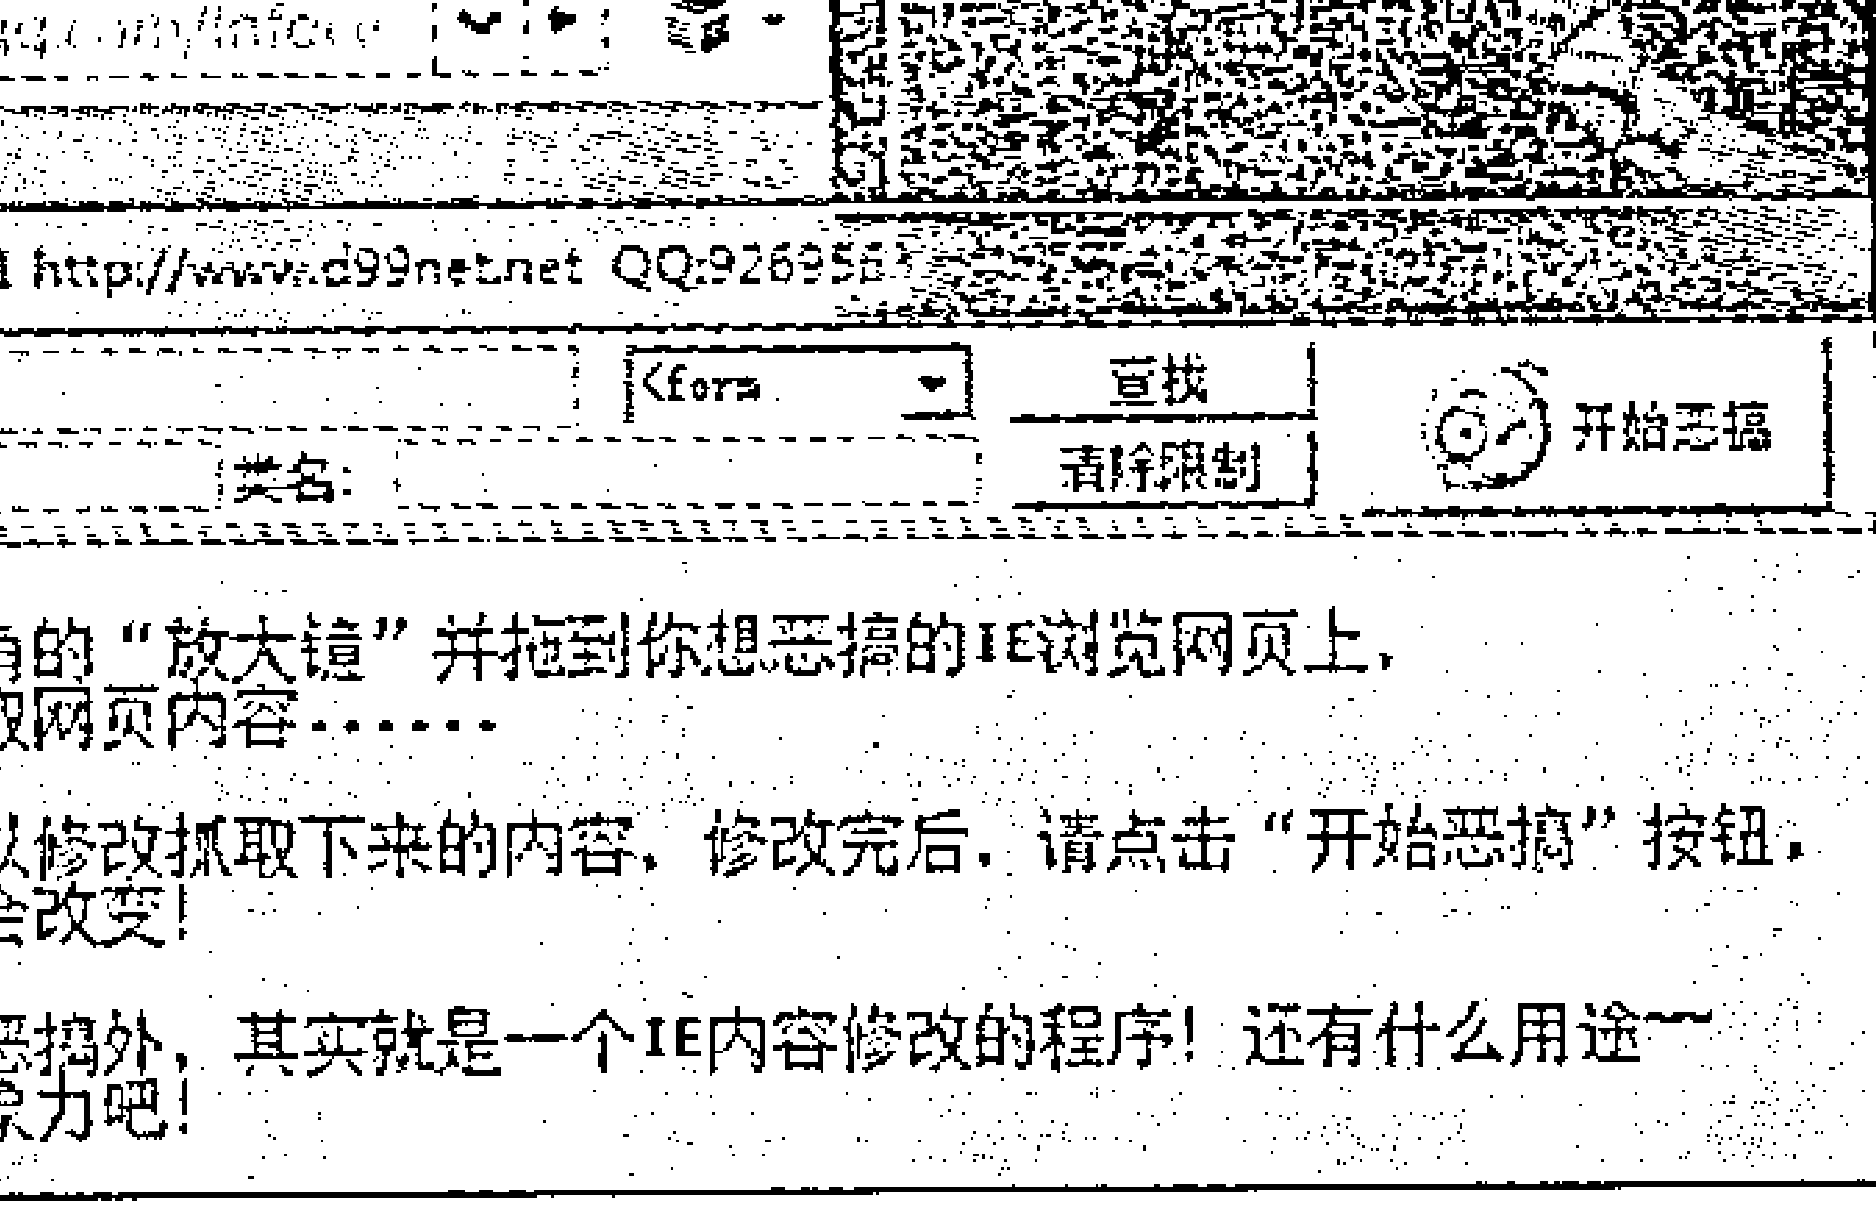 http://www.d99net.net QQ:926956
<form
查找
开始恶搞
类名:
清除限制
的“放大镜”并拖到你想恶搞的IE浏览网页上,
网页内容······
修改抓取下来的内容, 修改完后, 请点击“开始恶搞”按钮,
会改变!
恶搞外, 其实就是一个IE内容修改的程序! 还有什么用途~~
力吧!